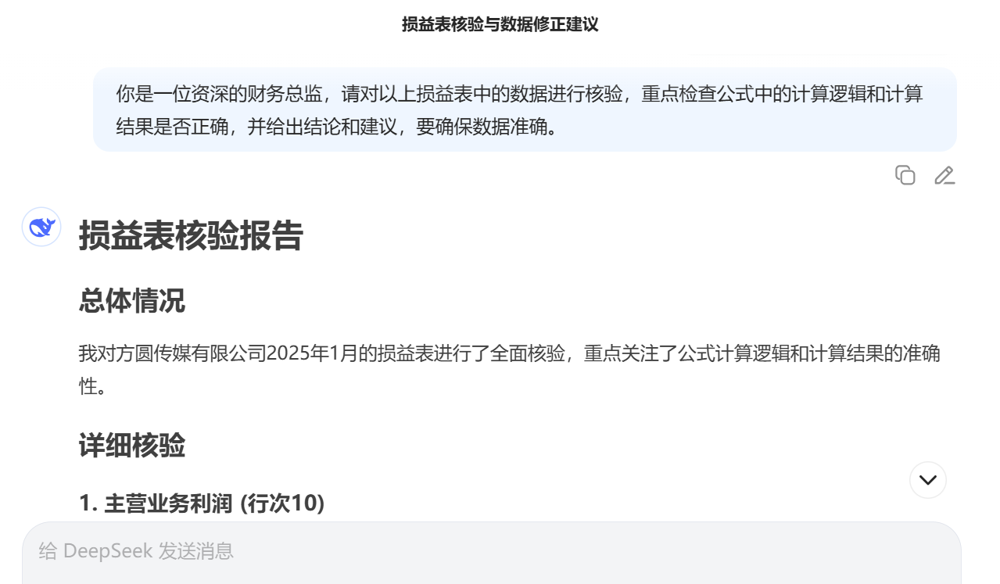 损益表核验与数据修正建议
你是一位资深的财务总监，请对以上损益表中的数据进行核验，重点检查公式中的计算逻辑和计算
结果是否正确，并给出结论和建议，要确保数据准确。
损益表核验报告
总体情况
我对方圆传媒有限公司2025年1月的损益表进行了全面核验，重点关注了公式计算逻辑和计算结果的准确
性。
详细核验
1. 主营业务利润 (行次10)
给 DeepSeek 发送消息